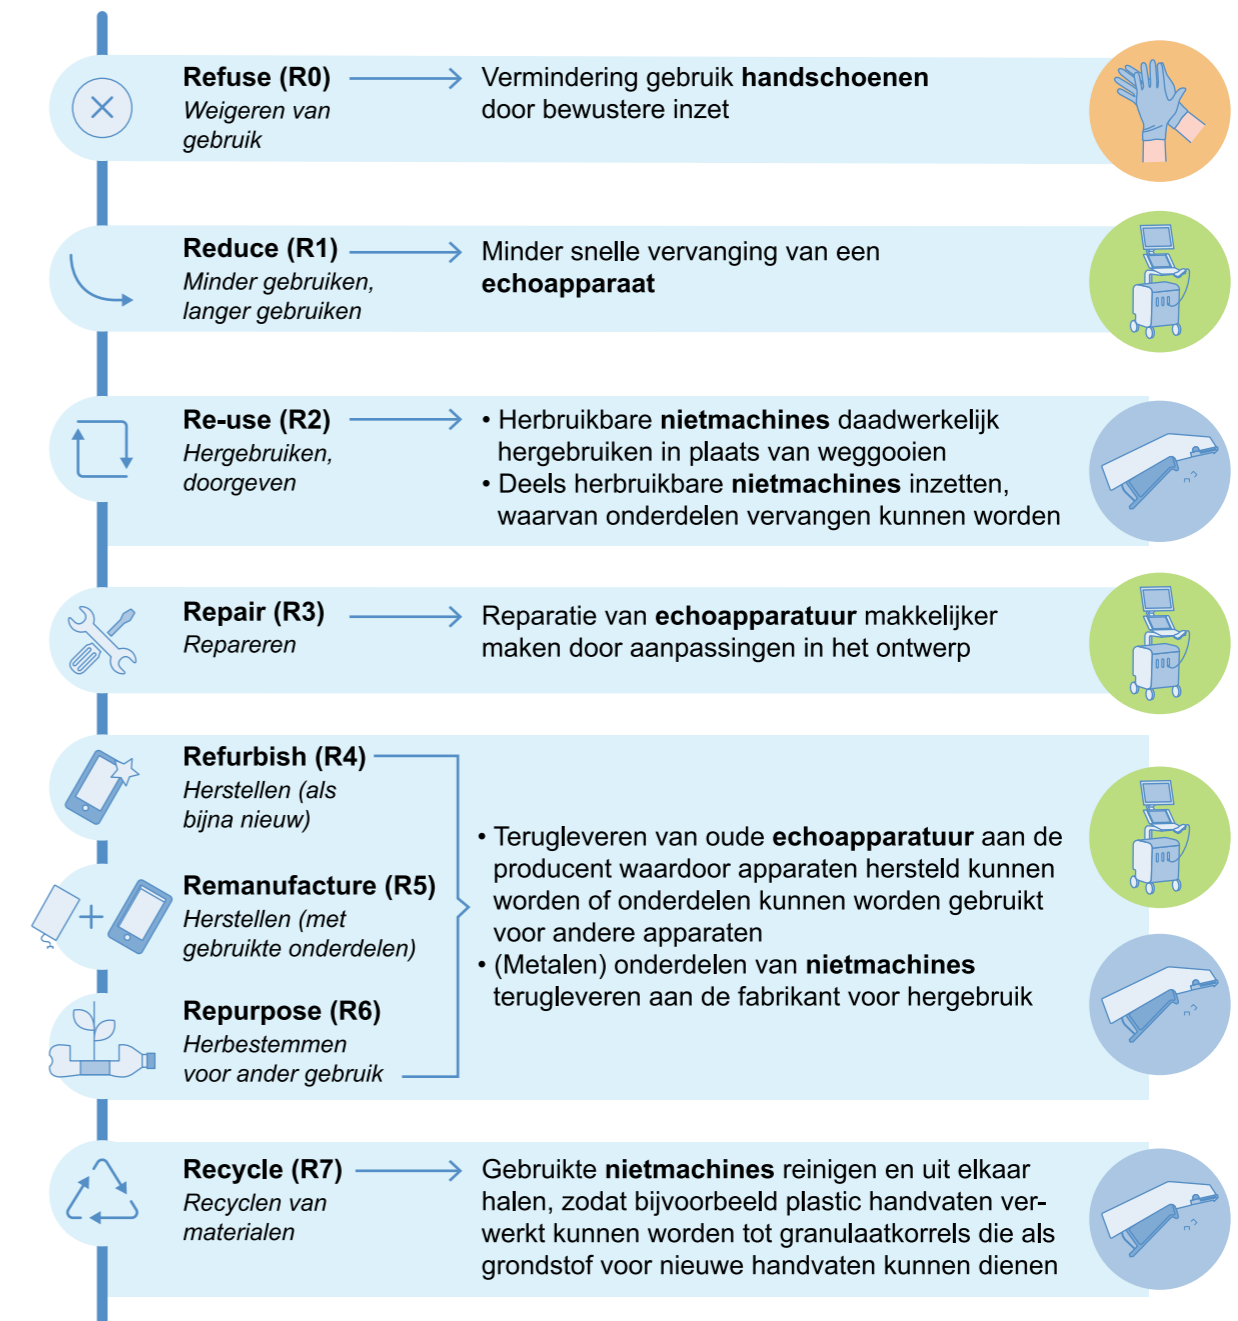 Refuse (R0)
Weigeren van
gebruik
Vermindering gebruik handschoenen
door bewustere inzet
Reduce (R1)
Minder gebruiken,
langer gebruiken
Minder snelle vervanging van een
echoapparaat
Re-use (R2)
Hergebruiken,
doorgeven
• Herbruikbare nietmachines daadwerkelijk
hergebruiken in plaats van weggooien
• Deels herbruikbare nietmachines inzetten,
waarvan onderdelen vervangen kunnen worden
Repair (R3)
Repareren
Reparatie van echoapparatuur makkelijker
maken door aanpassingen in het ontwerp
Refurbish (R4)
Herstellen (als
bijna nieuw)
Remanufacture (R5)
Herstellen (met
gebruikte onderdelen)
Repurpose (R6)
Herbestemmen
voor ander gebruik
• Terugleveren van oude echoapparatuur aan de
producent waardoor apparaten hersteld kunnen
worden of onderdelen kunnen worden gebruikt
voor andere apparaten
• (Metalen) onderdelen van nietmachines
terugleveren aan de fabrikant voor hergebruik
Recycle (R7)
Recyclen van
materialen
Gebruikte nietmachines reinigen en uit elkaar
halen, zodat bijvoorbeeld plastic handvaten ver-
werkt kunnen worden tot granulaatkorrels die als
grondstof voor nieuwe handvaten kunnen dienen